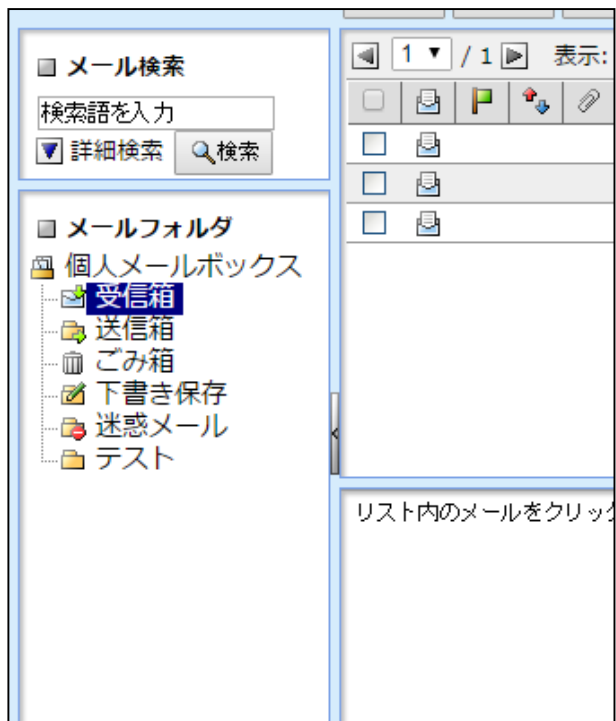 メール検索
検索語を入力
詳細検索 検索
メールフォルダ
個人メールボックス
受信箱
送信箱
ごみ箱
下書き保存
迷惑メール
テスト
1 / 1 表示:
リスト内のメールをクリック